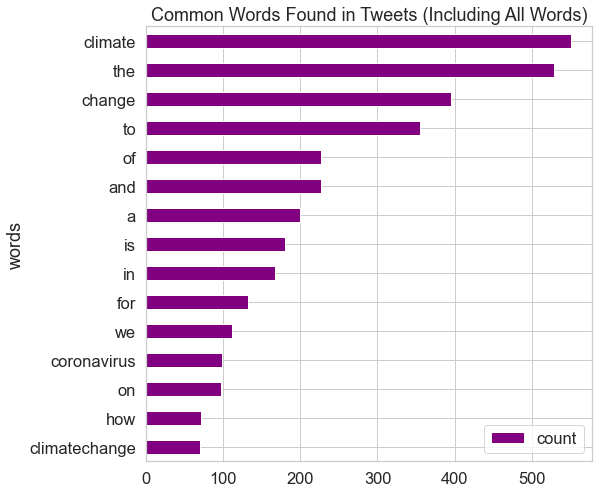 Common Words Found in Tweets (Including All Words)
climate
the
change
to
of
and
a
is
in
for
we
coronavirus
on
how
climatechange
words
0 100 200 300 400 500
count